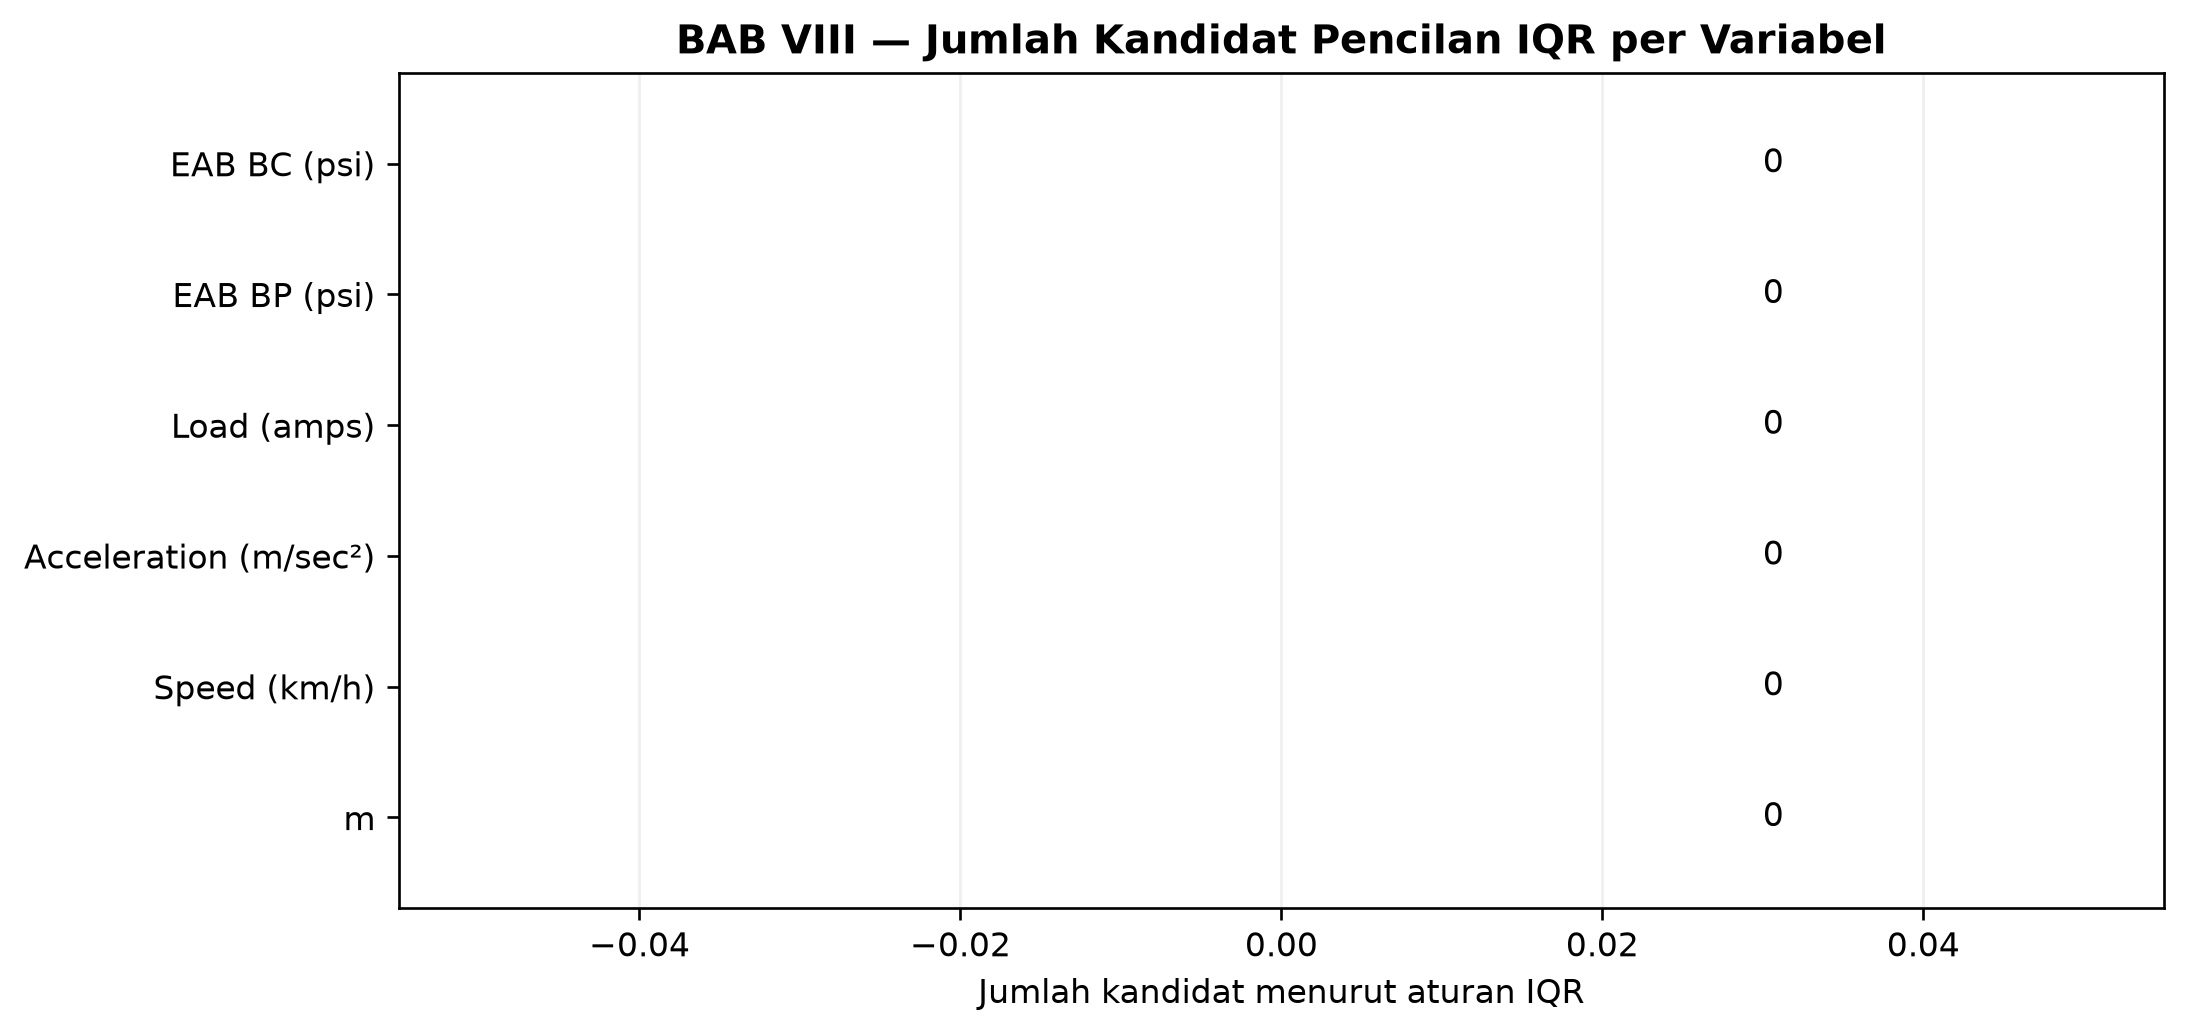 BAB VIII — Jumlah Kandidat Pencilan IQR per Variabel
EAB BC (psi) 0
EAB BP (psi) 0
Load (amps) 0
Acceleration (m/sec²) 0
Speed (km/h) 0
m 0
−0.04 −0.02 0.00 0.02 0.04
Jumlah kandidat menurut aturan IQR